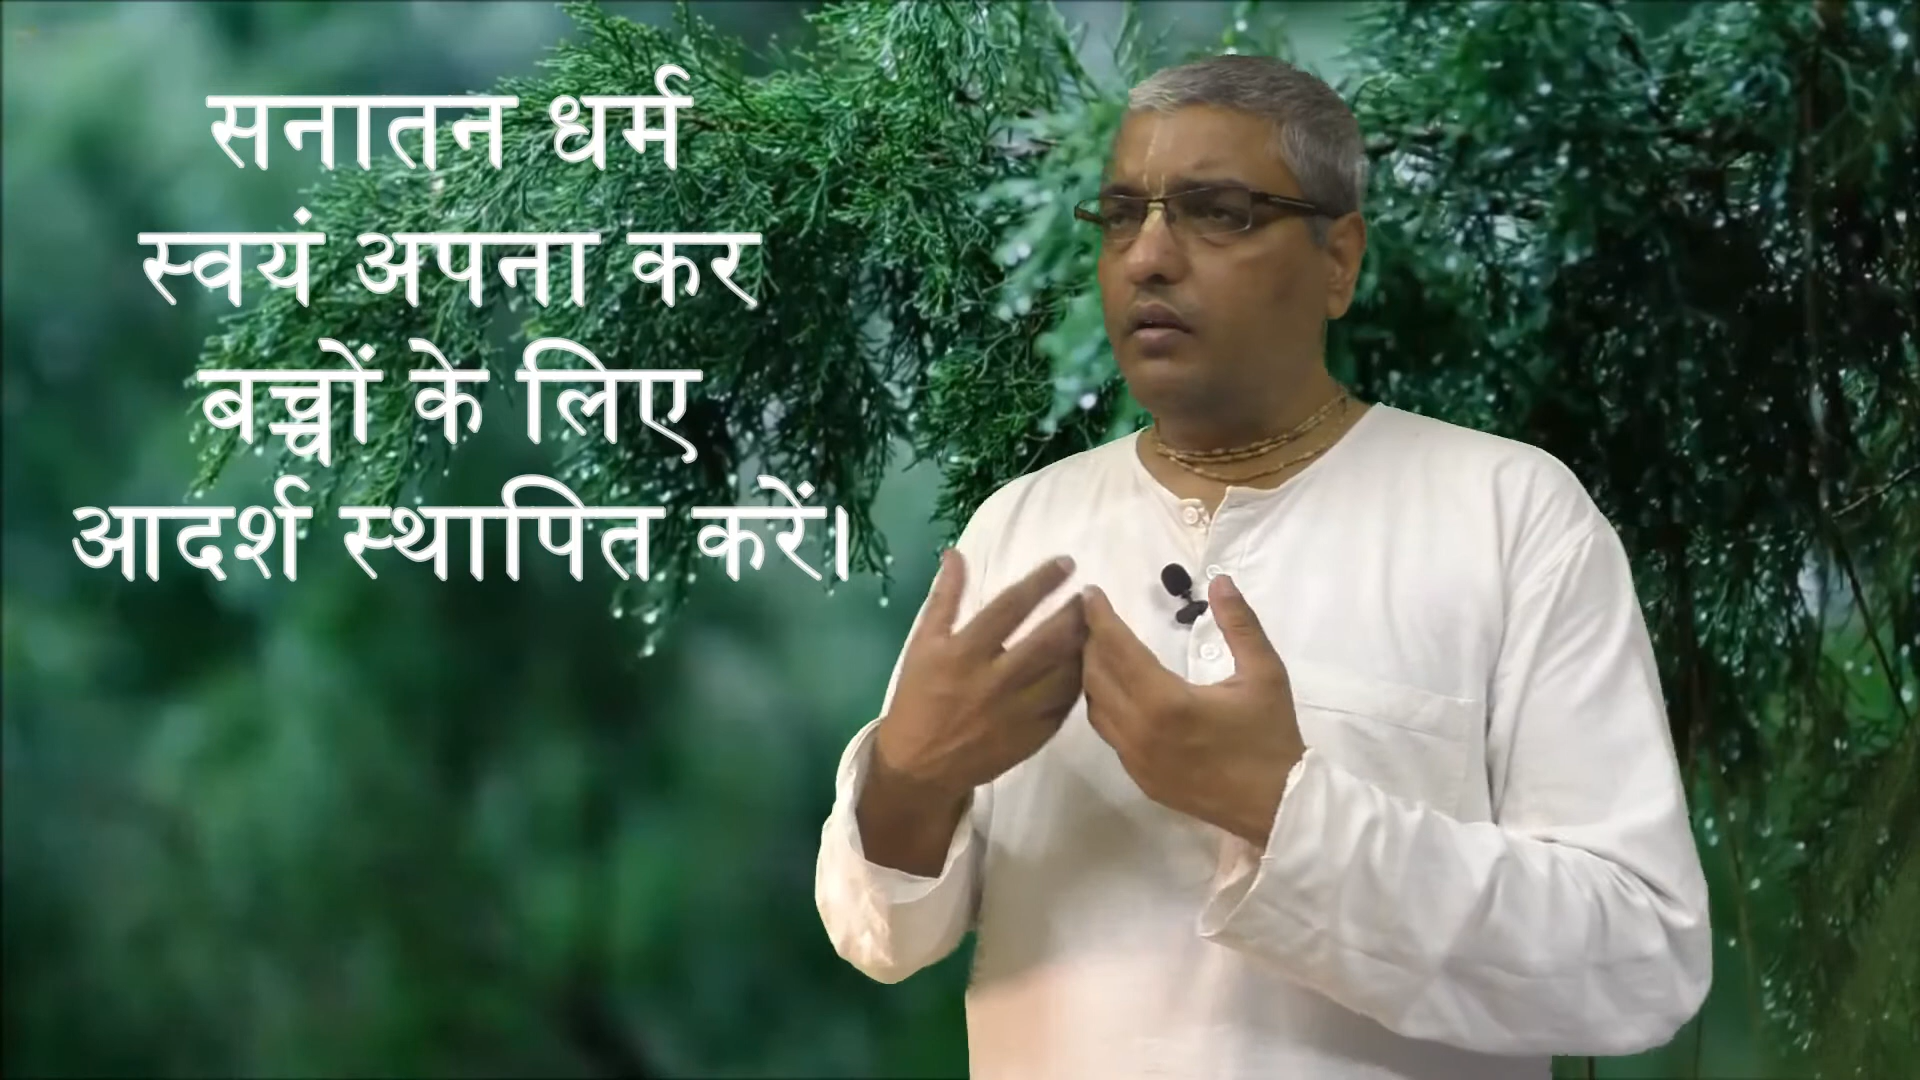 सनातन धर्म
स्वयं अपना कर
बच्चों के लिए
आदर्श स्थापित करें।